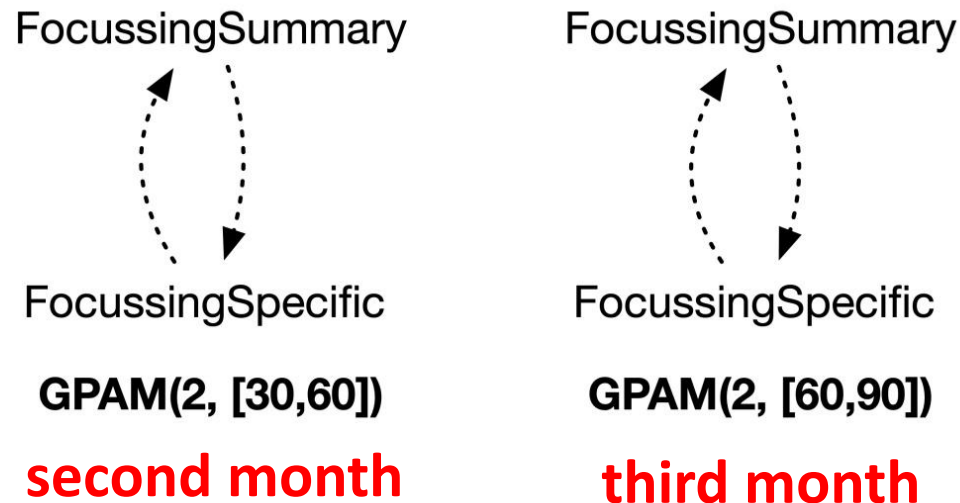 FocussingSummary
FocussingSpecific
GPAM(2, [30,60])
second month
FocussingSummary
FocussingSpecific
GPAM(2, [60,90])
third month